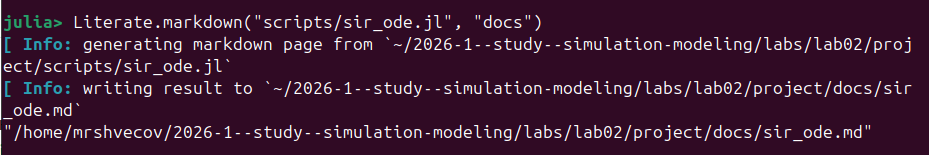 julia> Literate.markdown("scripts/sir_ode.jl", "docs")
[ Info: generating markdown page from `~/2026-1--study--simulation-modeling/labs/lab02/proj
ect/scripts/sir_ode.jl`
[ Info: writing result to `~/2026-1--study--simulation-modeling/labs/lab02/project/docs/sir
_ode.md`
"/home/mrshvecov/2026-1--study--simulation-modeling/labs/lab02/project/docs/sir_ode.md"